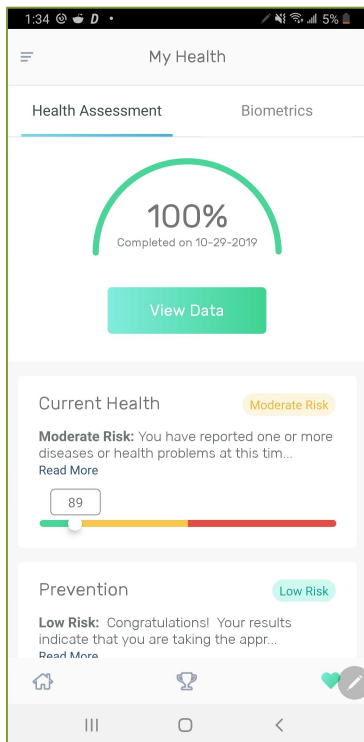 1:34 D • 5%
My Health
Health Assessment Biometrics
100%
Completed on 10-29-2019
View Data
Current Health Moderate Risk
Moderate Risk: You have reported one or more
diseases or health problems at this tim...
Read More
89
Prevention Low Risk
Low Risk: Congratulations! Your results
indicate that you are taking the appr...
Read More